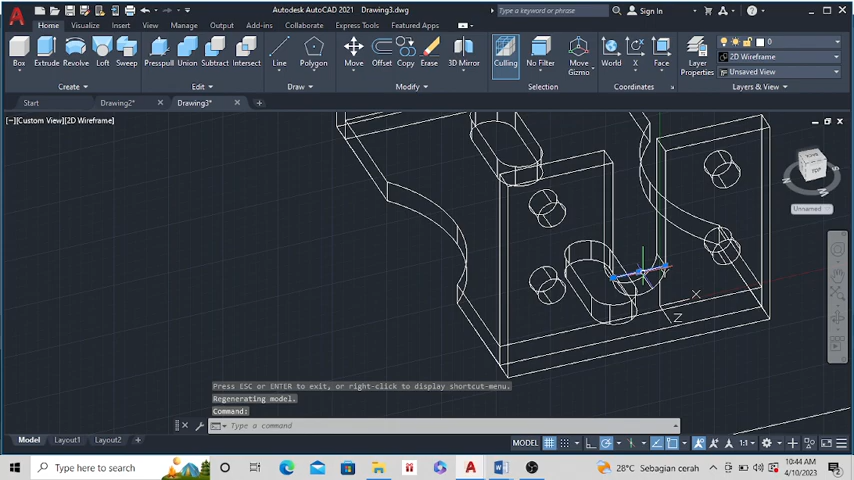 Autodesk AutoCAD 2021 Drawing3.dwg
Type a keyword or phrase
Sign In
Home Visualize Insert View Manage Output Add-ins Collaborate Express Tools Featured Apps
Box Extrude Revolve Loft Sweep Presspull Union Subtract Intersect Line Polygon Move Offset Copy Erase 3D Mirror Culling No Filter Move Gizmo World X Face Layer Properties
0
2D Wireframe
Unsaved View
Create Edit Draw Modify Selection Coordinates Layers & View
Start Drawing2* Drawing3*
[−][Custom View][2D Wireframe]
Unnamed
X
Z
Press ESC or ENTER to exit, or right-click to display shortcut-menu.
Regenerating model.
Command:
Type a command
Model Layout1 Layout2 +
MODEL 1:1
Type here to search
28°C Sebagian cerah
10:44 AM
4/10/2023
2